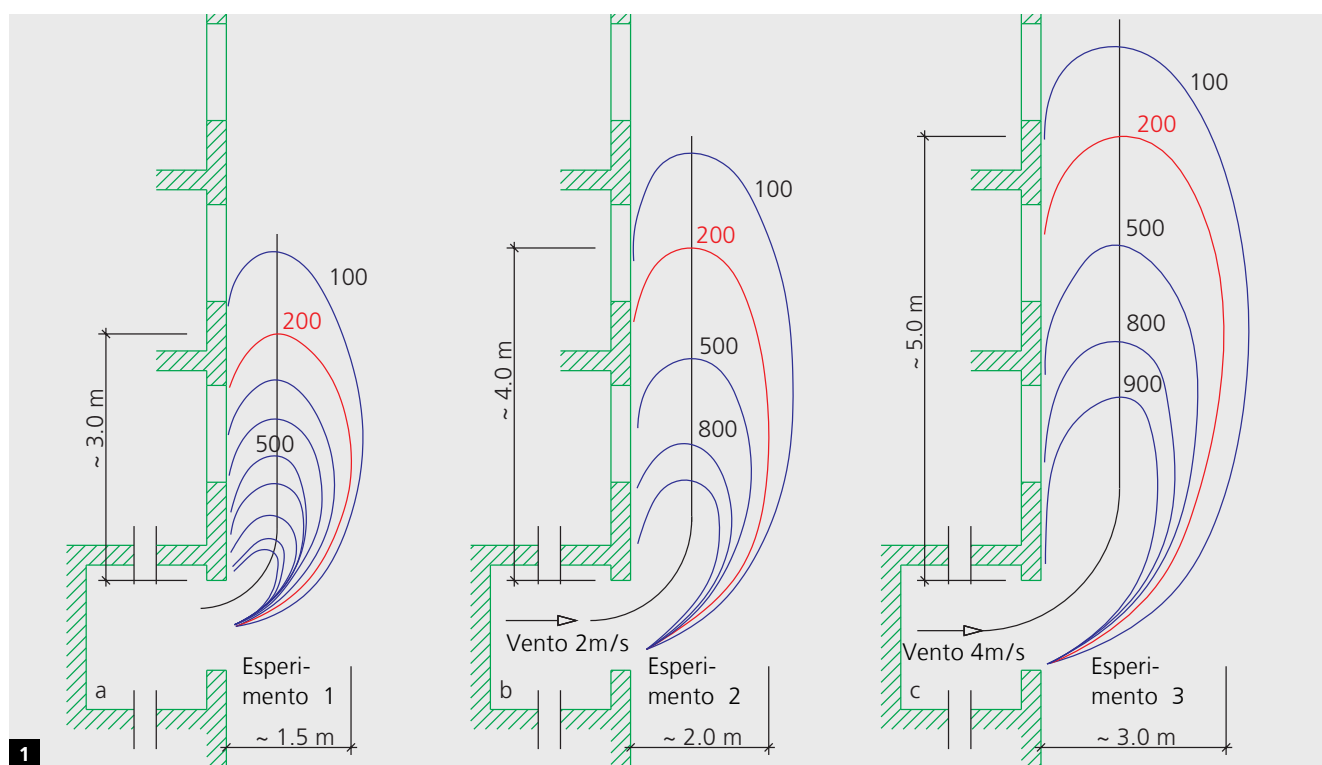 100
200
500
~ 3.0 m
a
Esperi-
mento 1
~ 1.5 m
100
200
500
800
~ 4.0 m
Vento 2m/s
b
Esperi-
mento 2
~ 2.0 m
100
200
500
800
900
~ 5.0 m
Vento 4m/s
c
Esperi-
mento 3
~ 3.0 m
1